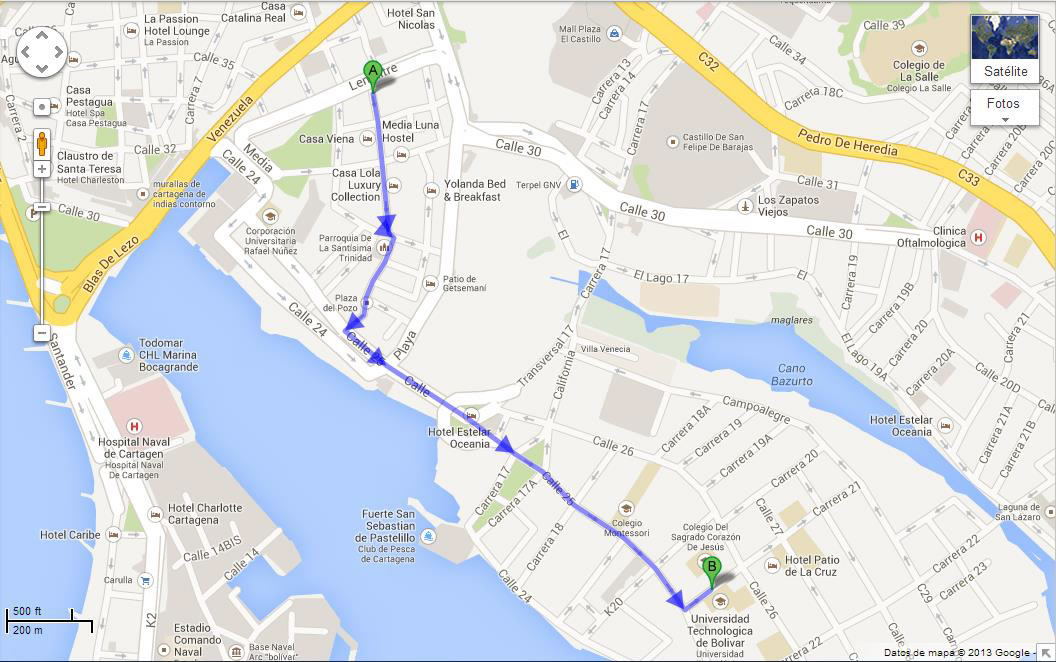 Casa
Catalina Real
La Passion
Hotel Lounge
La Passion
Hotel San
Nicolas
Mall Plaza
El Castillo
Calle 39
Calle 34
C32
Colegio de
La Salle
Colegio La Salle
Satélite
Fotos
Calle 35
Carrera 7
Carrera 2
Casa
Pestagua
Hotel Spa
Casa Pestagua
Venezuela
A
Carrera 13
Carrera 14
Carrera 17
Carrera 18C
Carrera 20C
Claustro de
Santa Teresa
Hotel Charleston
Media
Calle 24
Casa Viena
Media Luna
Hostel
Calle 30
Castillo De San
Felipe De Barajas
Pedro De Heredia
C33
murallas de
cartagena de
indias contorno
Calle 30
Casa Lola
Luxury
Collection
Yolanda Bed
& Breakfast
Terpel GNV
Calle 31
Los Zapatos
Viejos
Calle 30
Calle 30
Clinica
Oftalmologica
Corporación
Universitaria
Rafael Núñez
Parroquia De
La Santísima
Trinidad
Blas De Lezo
El
El Lago 17
El
Carrera 17
Carrera 19
Carrera 19B
Patio de
Getsemaní
Plaza
del Pozo
Calle 24
Playa
Calle
Transversal 17
California
Villa Venecia
maglares
El Lago 19A
Carrera 20
Carrera 20A
Carrera 21
Calle 20D
Santander
Todomar
CHL Marina
Bocagrande
Cano
Bazurto
Hospital Naval
de Cartagen
Hospital Naval
De Cartagen
Hotel Estelar
Oceania
Calle 26
Campoalegre
Carrera 18A
Carrera 19
Carrera 19A
Carrera 20
Carrera 21
Hotel Estelar
Oceania
Carrera 21A
Carrera 21B
Calle 25
Carrera 17
Carrera 17A
Carrera 18
Hotel Charlotte
Cartagena
Hotel Caribe
Fuerte San
Sebastian
de Pastelillo
Club de Pesca
de Cartagena
Colegio
Montessori
Colegio Del
Sagrado Corazón
De Jesús
Calle 27
Laguna de
San Lázaro
Calle 14BIS
Calle 14
Carulla
B
Hotel Patio
de La Cruz
Carrera 22
Carrera 23
C29
Calle 24
K20
Calle 26
500 ft
200 m
K2
Estadio
Comando
Naval
Base Naval
Arc "bolívar"
Universidad
Technologica
de Bolivar
Universidad
Datos de mapa © 2013 Google -